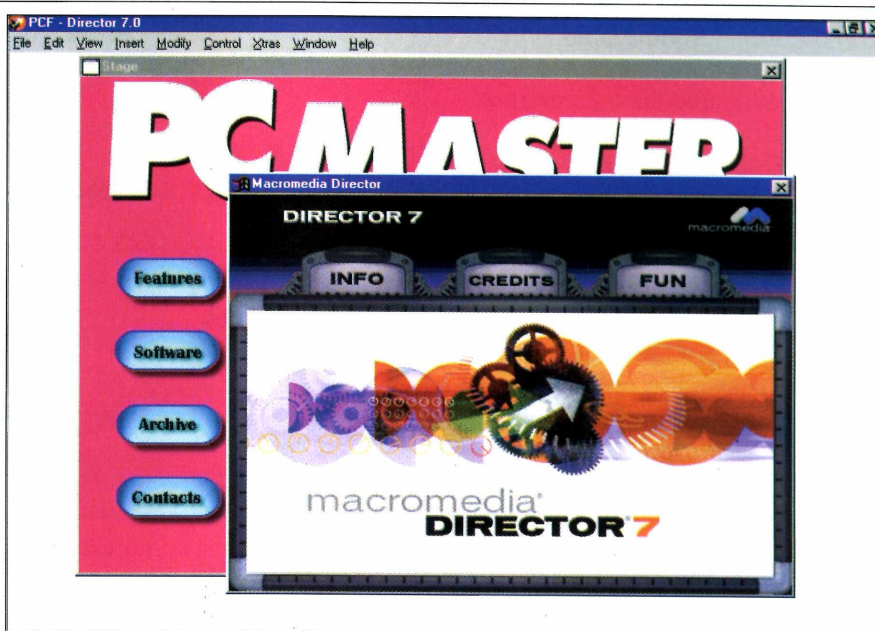 PCF - Director 7.0
File Edit View Insert Modify Control Xtras Window Help
Stage
PC MASTER
Macromedia Director
DIRECTOR 7
macromedia
INFO CREDITS FUN
Features
Software
Archive
Contacts
macromedia®
DIRECTOR® 7